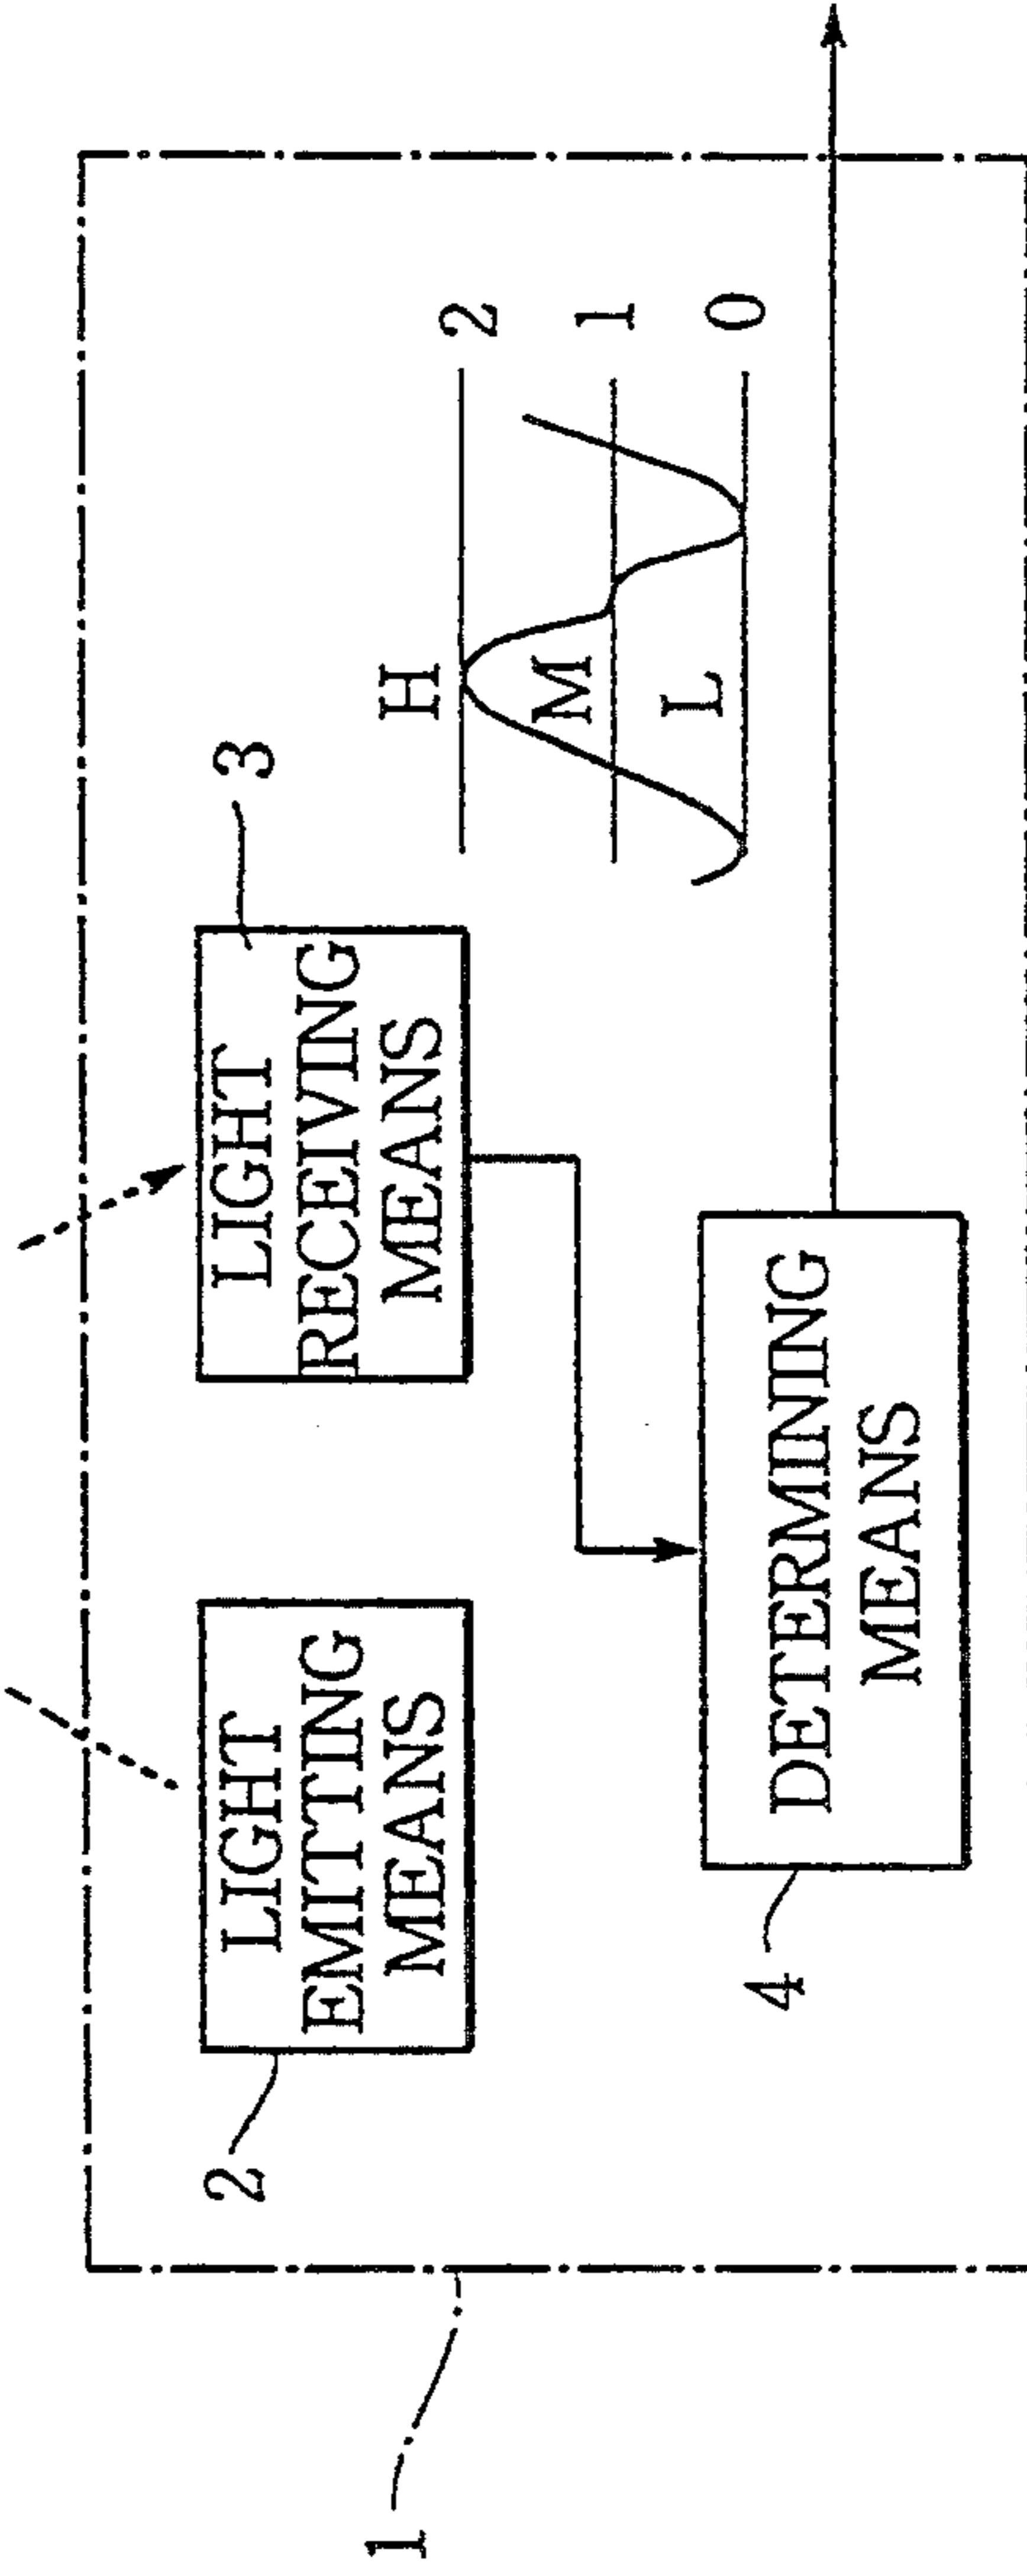 1
2
LIGHT
EMITTING
MEANS
3
LIGHT
RECEIVING
MEANS
H
M
L
2
1
0
4
DETERMINING
MEANS